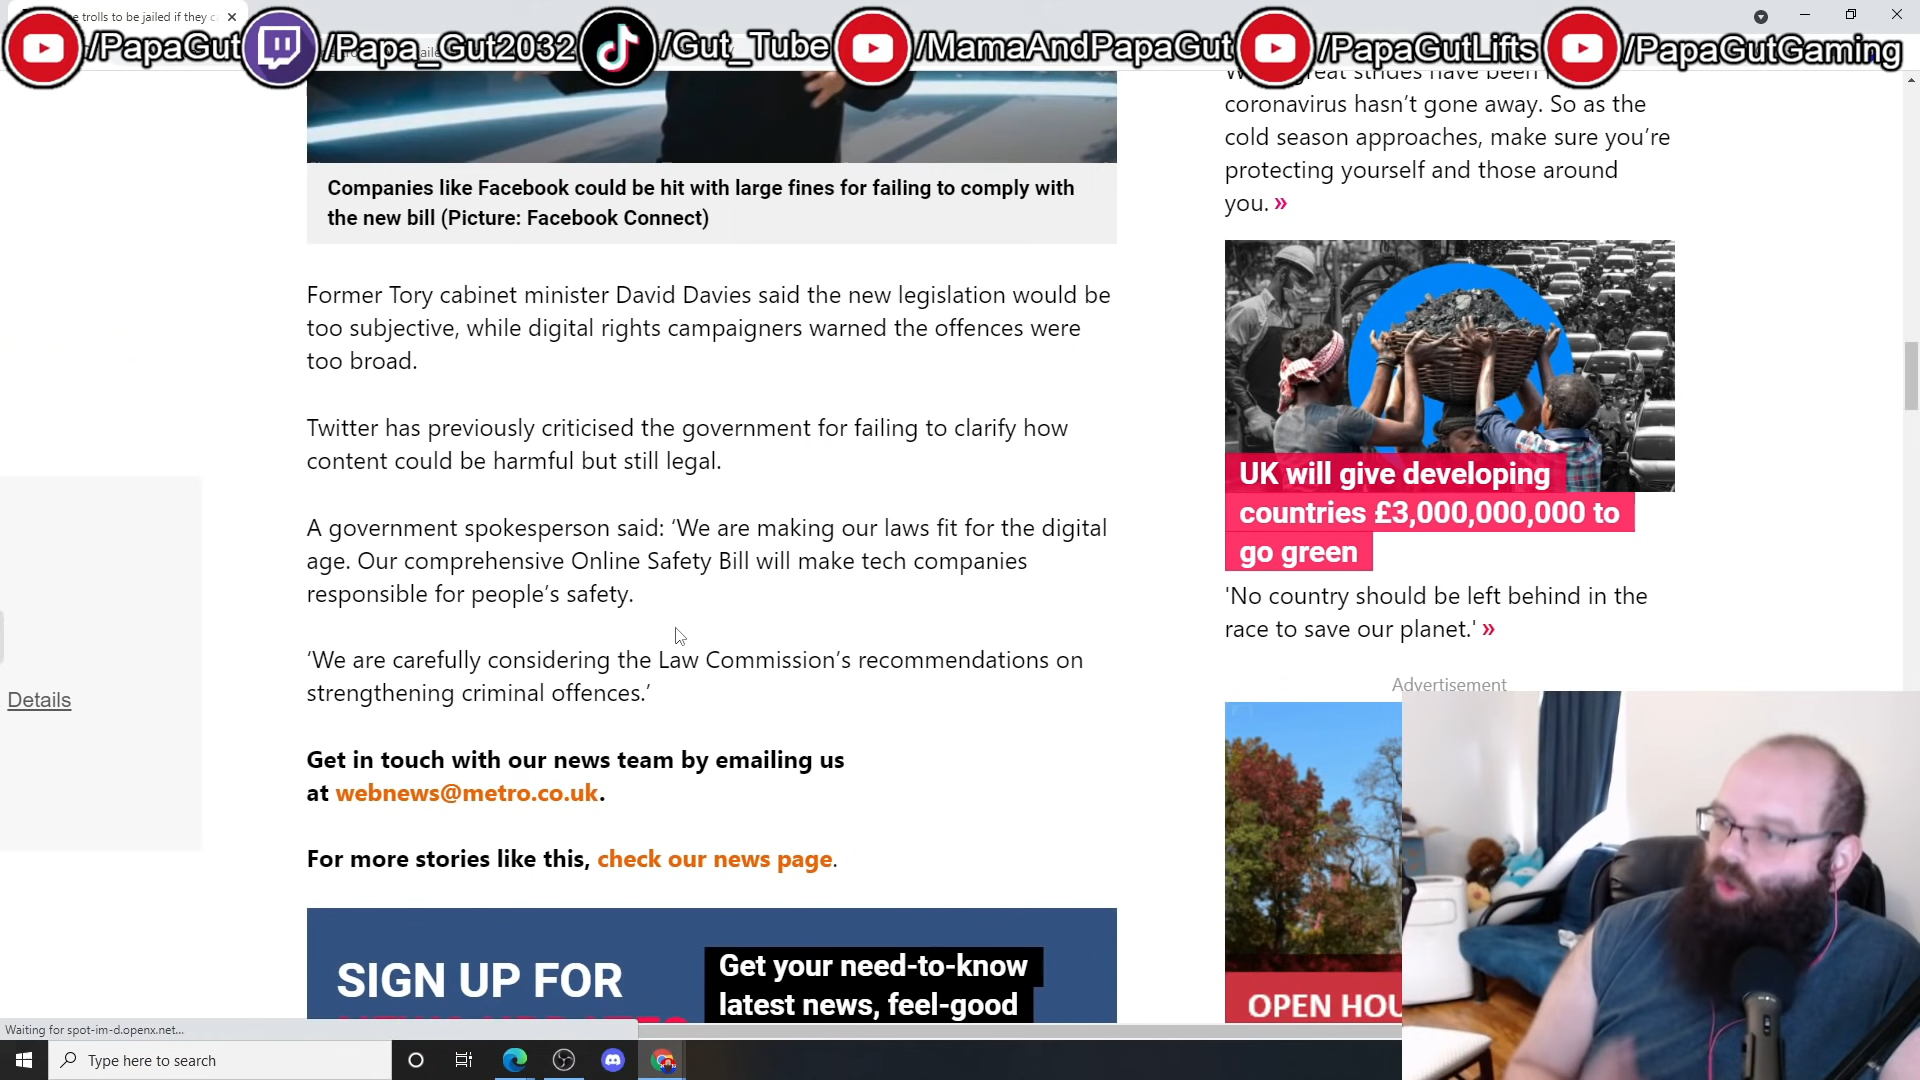 e trolls to be jailed if they c
/PapaGut
/Papa_Gut2032
/Gut_Tube
/MamaAndPapaGut
/PapaGutLifts
/PapaGutGaming
Companies like Facebook could be hit with large fines for failing to comply with
the new bill (Picture: Facebook Connect)
Former Tory cabinet minister David Davies said the new legislation would be
too subjective, while digital rights campaigners warned the offences were
too broad.
Twitter has previously criticised the government for failing to clarify how
content could be harmful but still legal.
A government spokesperson said: ‘We are making our laws fit for the digital
age. Our comprehensive Online Safety Bill will make tech companies
responsible for people’s safety.
‘We are carefully considering the Law Commission’s recommendations on
strengthening criminal offences.’
Get in touch with our news team by emailing us
at webnews@metro.co.uk.
For more stories like this, check our news page.
SIGN UP FOR
Get your need-to-know
latest news, feel-good
Details
great strides have been
coronavirus hasn’t gone away. So as the
cold season approaches, make sure you’re
protecting yourself and those around
you. »
UK will give developing
countries £3,000,000,000 to
go green
'No country should be left behind in the
race to save our planet.' »
Advertisement
OPEN HOU
Waiting for spot-im-d.openx.net...
Type here to search